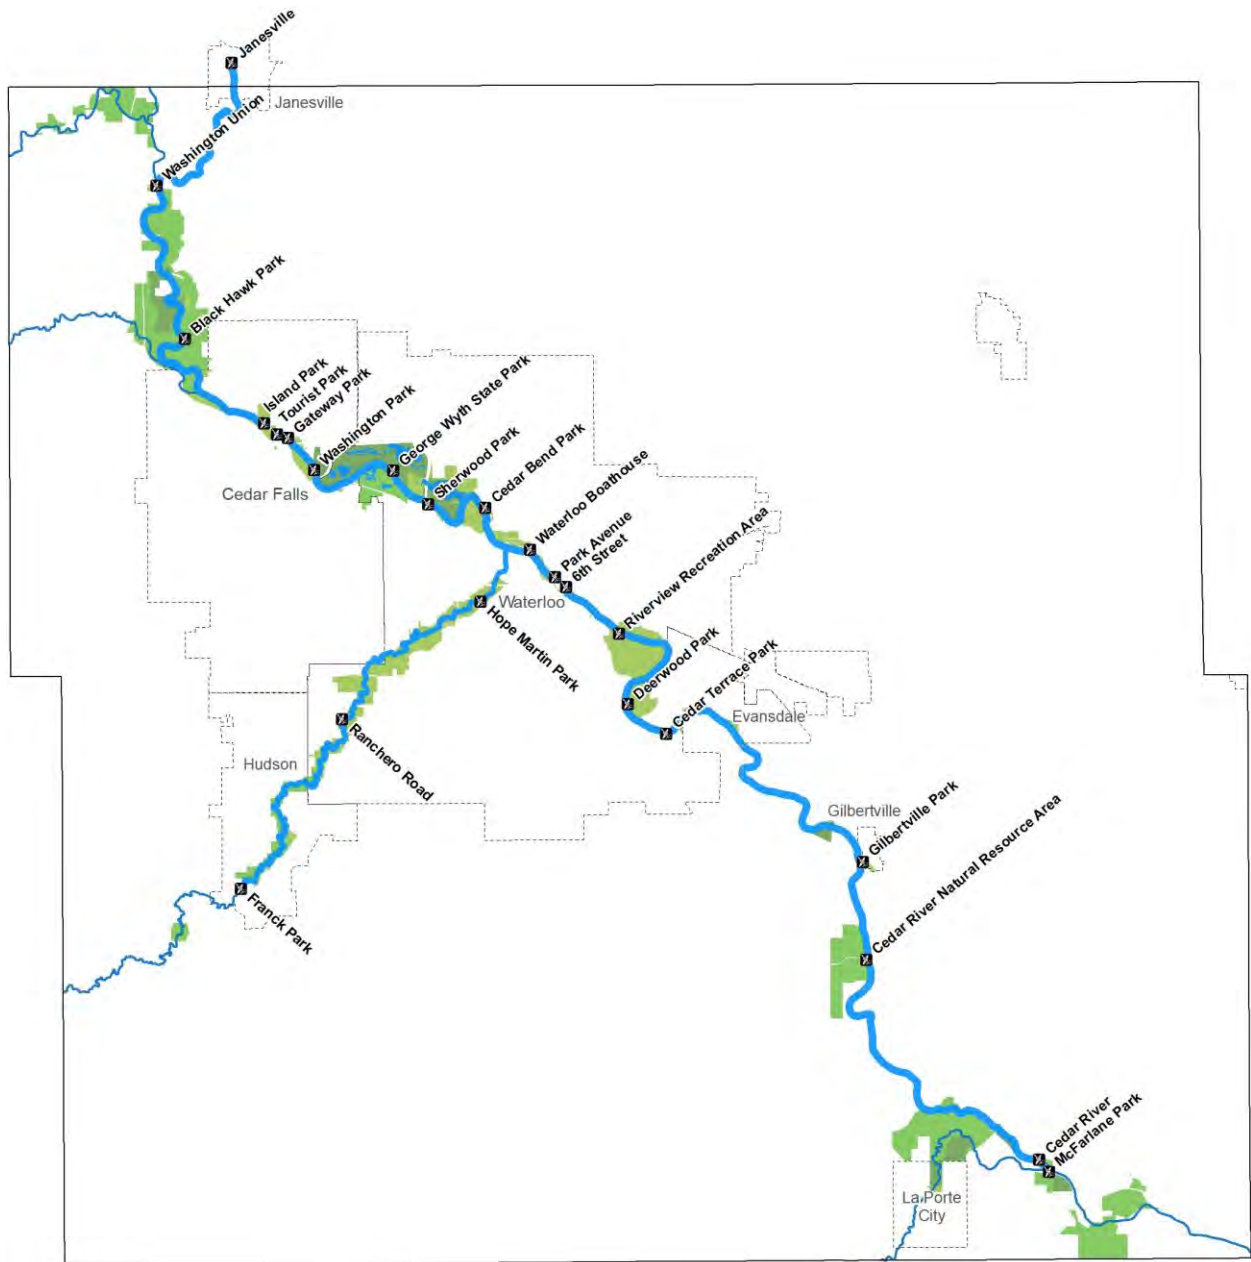 Janesville
Janesville
Washington Union
Black Hawk Park
Island Park
Tourist Park
Gateway Park
Washington Park
George Wyth State Park
Sherwood Park
Cedar Bend Park
Cedar Falls
Waterloo Boathouse
Park Avenue
6th Street
Riverview Recreation Area
Waterloo
Hope Martin Park
Deerwood Park
Cedar Terrace Park
Evansdale
Ranchero Road
Hudson
Gilbertville
Gilbertville Park
Cedar River Natural Resource Area
Franck Park
Cedar River
McFarlane Park
La Porte
City